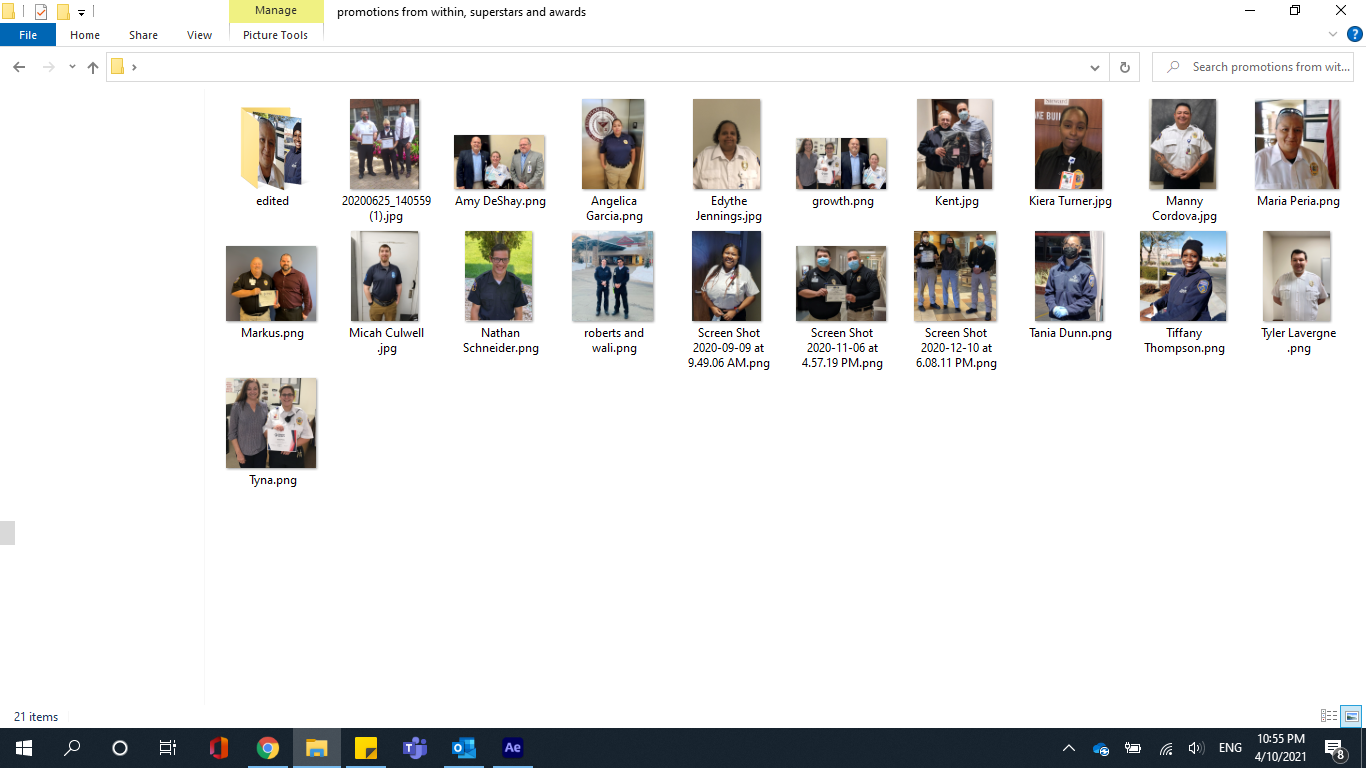 Manage
promotions from within, superstars and awards
File
Home
Share
View
Picture Tools
?
Search promotions from wit...
edited
20200625_140559
(1).jpg
Amy DeShay.png
Angelica
Garcia.png
Edythe
Jennings.jpg
growth.png
Kent.jpg
Kiera Turner.jpg
Manny
Cordova.jpg
Maria Peria.png
Markus.png
Micah Culwell
.jpg
Nathan
Schneider.png
roberts and
wali.png
Screen Shot
2020-09-09 at
9.49.06 AM.png
Screen Shot
2020-11-06 at
4.57.19 PM.png
Screen Shot
2020-12-10 at
6.08.11 PM.png
Tania Dunn.png
Tiffany
Thompson.png
Tyler Lavergne
.png
Tyna.png
21 items
Ae
ENG
10:55 PM
4/10/2021
8